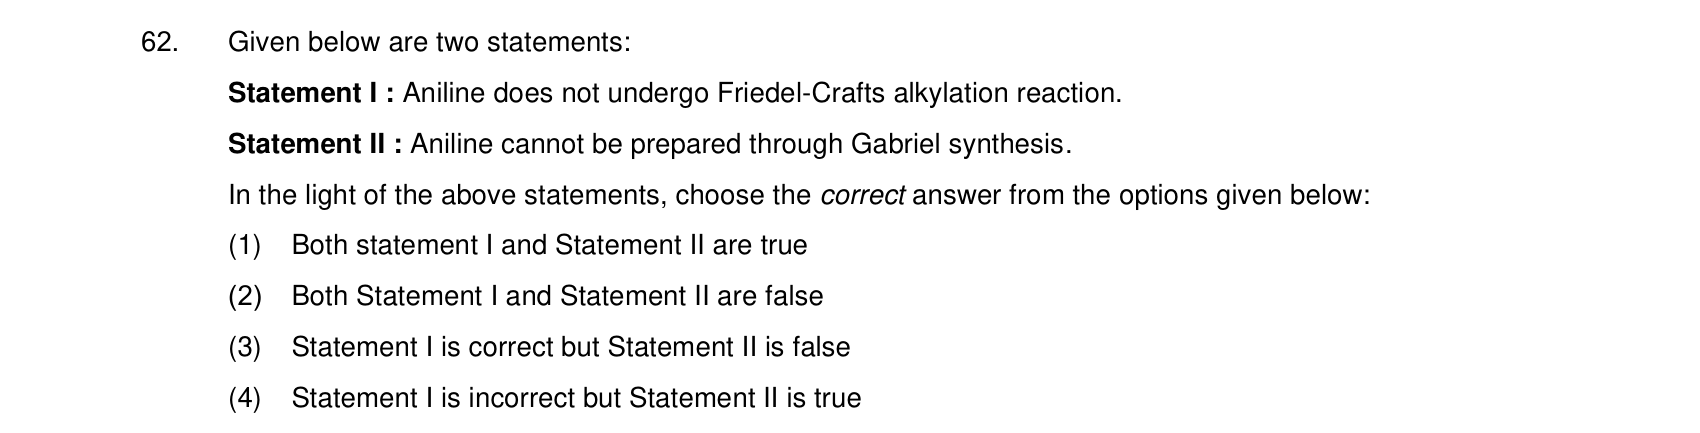 62. Given below are two statements:
Statement I : Aniline does not undergo Friedel-Crafts alkylation reaction.
Statement II : Aniline cannot be prepared through Gabriel synthesis.
In the light of the above statements, choose the correct answer from the options given below:
(1) Both statement I and Statement II are true
(2) Both Statement I and Statement II are false
(3) Statement I is correct but Statement II is false
(4) Statement I is incorrect but Statement II is true